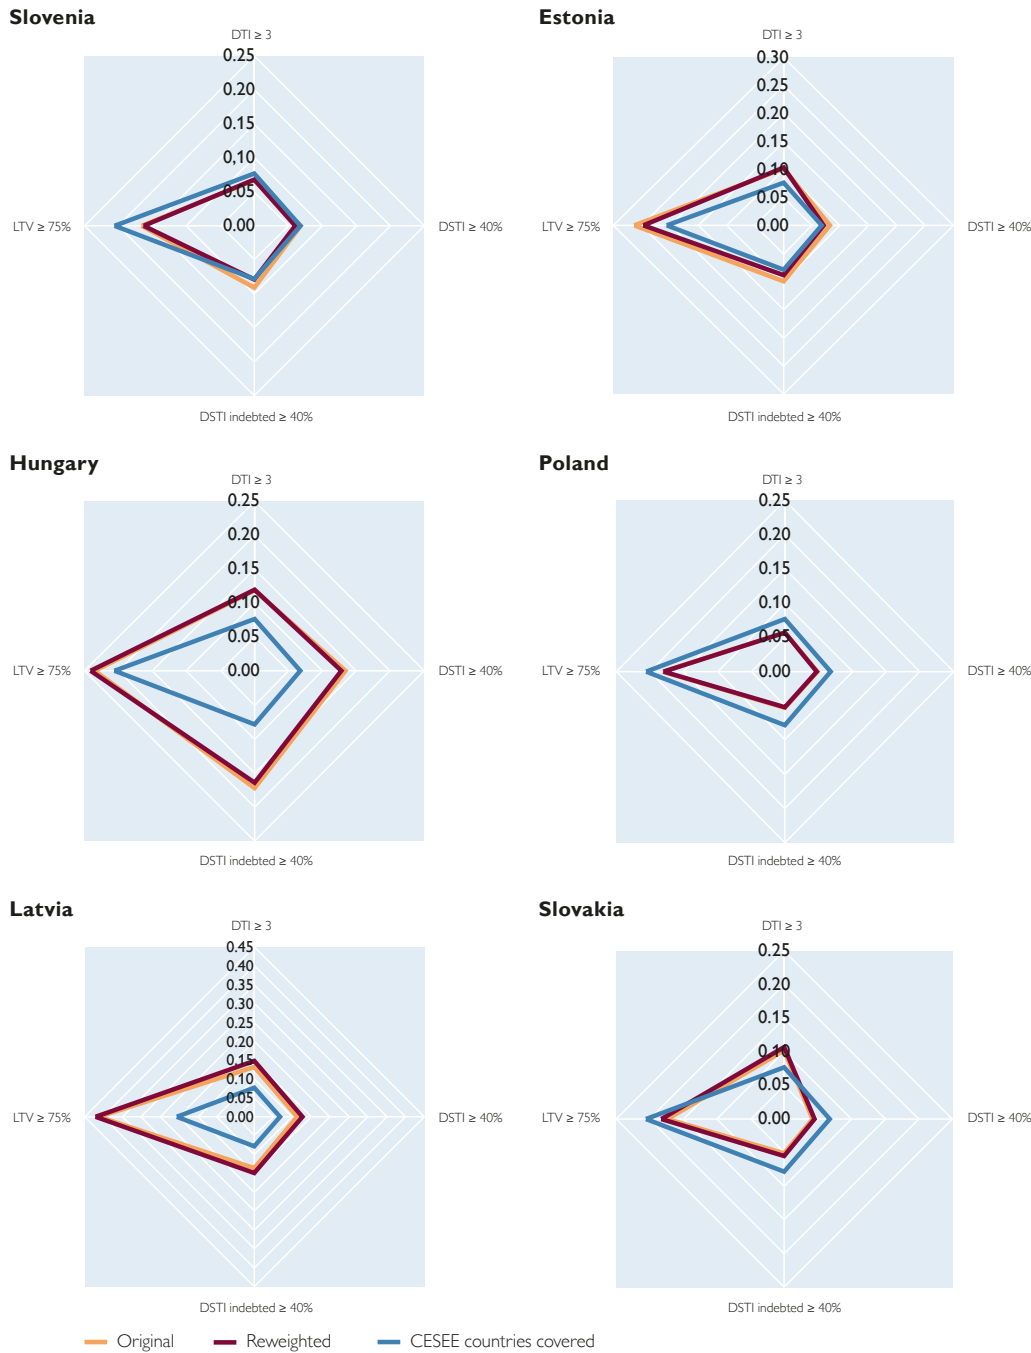 Slovenia
DTI ≥ 3
0.25
0.20
0.15
0,10
0.05
0.00
LTV ≥ 75%
DSTI ≥ 40%
DSTI indebted ≥ 40%
Estonia
DTI ≥ 3
0.30
0.25
0.20
0.15
0.10
0.05
0.00
LTV ≥ 75%
DSTI ≥ 40%
DSTI indebted ≥ 40%
Hungary
DTI ≥ 3
0.25
0.20
0.15
0.10
0.05
0.00
LTV ≥ 75%
DSTI ≥ 40%
DSTI indebted ≥ 40%
Poland
DTI ≥ 3
0.25
0.20
0.15
0.10
0.05
0.00
LTV ≥ 75%
DSTI ≥ 40%
DSTI indebted ≥ 40%
Latvia
DTI ≥ 3
0.45
0.40
0.35
0.30
0.25
0.20
0.15
0.10
0.05
0.00
LTV ≥ 75%
DSTI ≥ 40%
DSTI indebted ≥ 40%
Slovakia
DTI ≥ 3
0.25
0.20
0.15
0.10
0.05
0.00
LTV ≥ 75%
DSTI ≥ 40%
DSTI indebted ≥ 40%
Original
Reweighted
CESEE countries covered